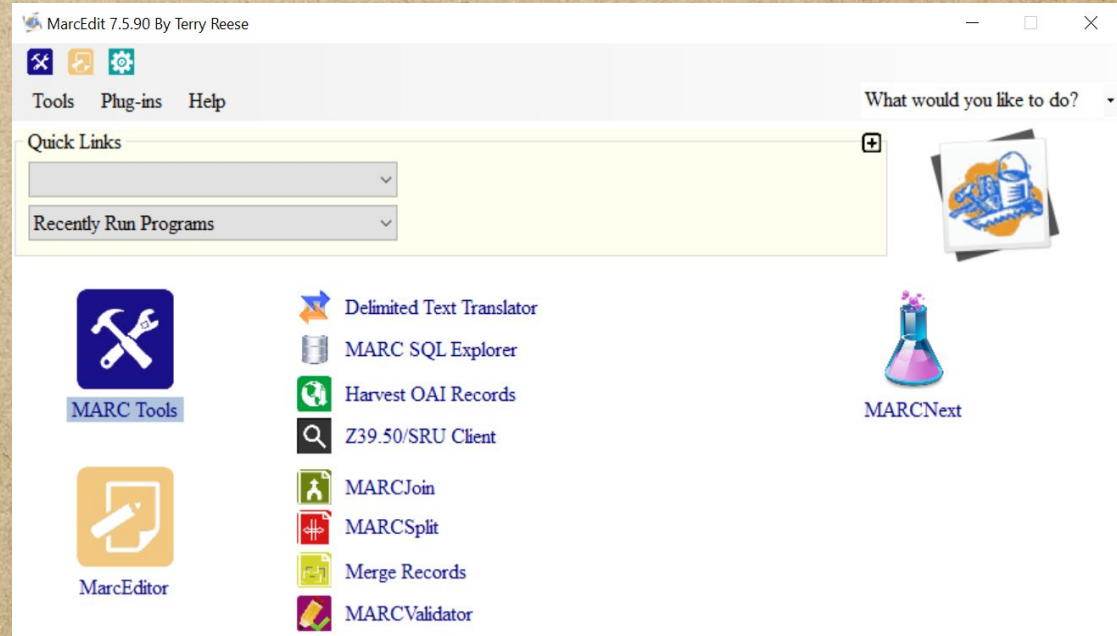 MarcEdit 7.5.90 By Terry Reese
Tools Plug-ins Help
What would you like to do?
Quick Links
Recently Run Programs
MARC Tools
Delimited Text Translator
MARC SQL Explorer
Harvest OAI Records
Z39.50/SRU Client
MARCNext
MarcEditor
MARCJoin
MARCSplit
Merge Records
MARCValidator